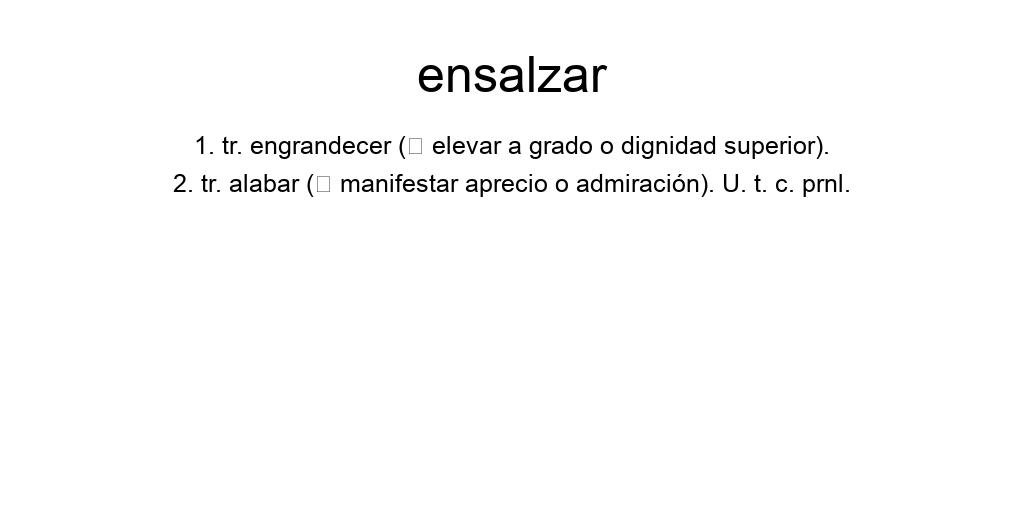 ensalzar
1. tr. engrandecer (□ elevar a grado o dignidad superior).
2. tr. alabar (□ manifestar aprecio o admiración). U. t. c. prnl.